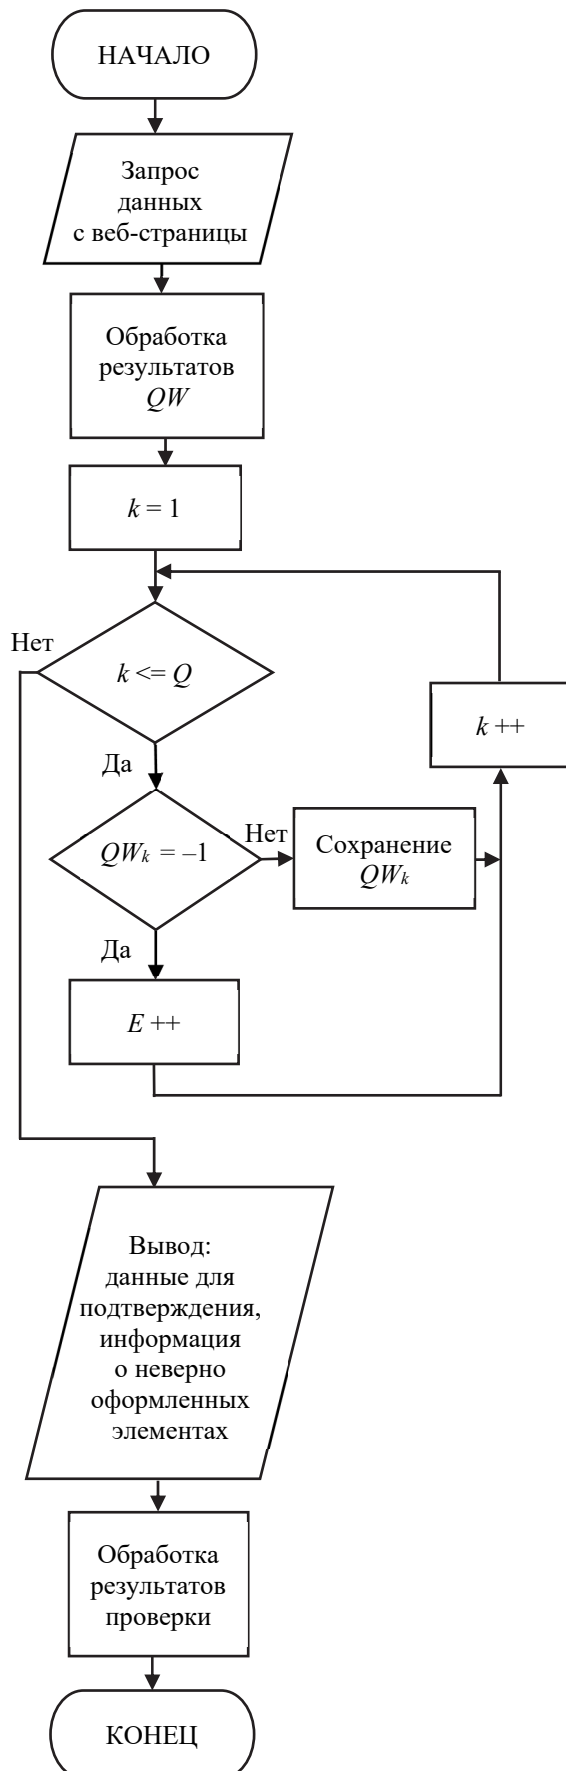 НАЧАЛО
Запрос
данных
с веб-страницы
Обработка
результатов
QW
k = 1
Нет
k <= Q
k ++
Да
QWₖ = –1
Нет
Сохранение
QWₖ
Да
E ++
Вывод:
данные для
подтверждения,
информация
о неверно
оформленных
элементах
Обработка
результатов
проверки
КОНЕЦ